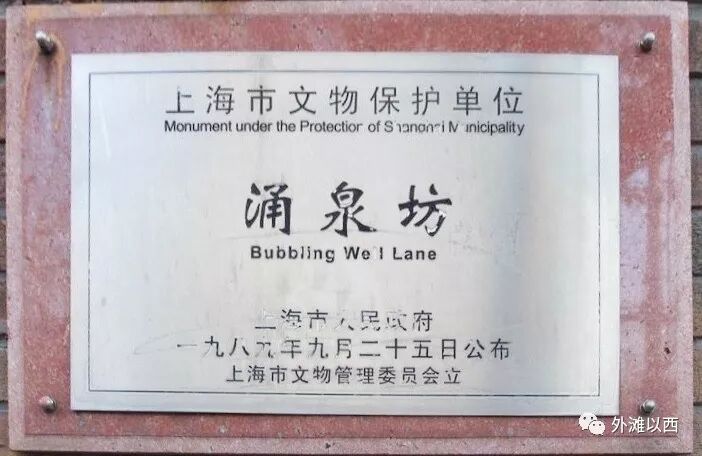 上海市文物保护单位
Monument under the Protection of Shanghai Municipality
涌泉坊
Bubbling Well Lane
上海市人民政府
一九八九年九月二十五日公布
上海市文物管理委员会立
外滩以西